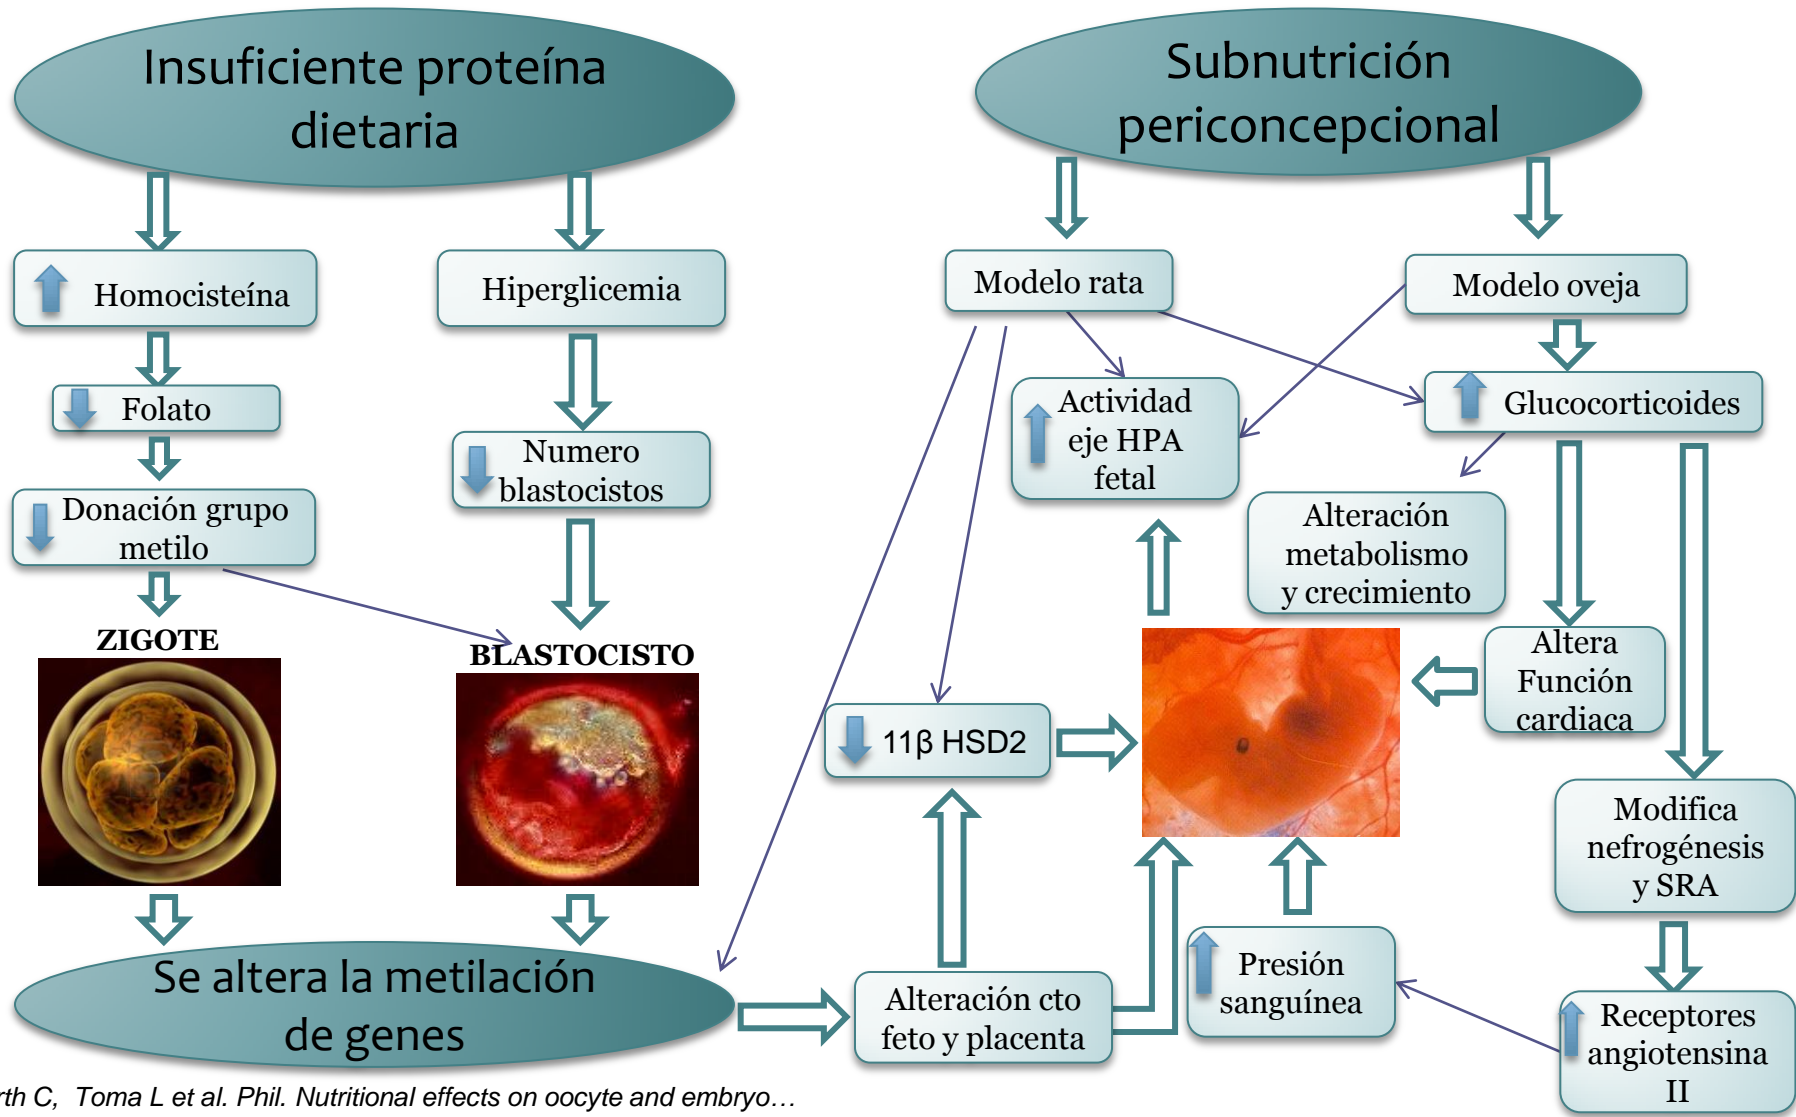 Insuficiente proteína
dietaria
Subnutrición
periconcepcional
Homocisteína
Hiperglicemia
Modelo rata
Modelo oveja
Folato
Numero
blastocistos
Actividad
eje HPA
fetal
Glucocorticoides
Donación grupo
metilo
Alteración
metabolismo
y crecimiento
ZIGOTE
BLASTOCISTO
Altera
Función
cardiaca
11β HSD2
Modifica
nefrogénesis
y SRA
Se altera la metilación
de genes
Alteración cto
feto y placenta
Presión
sanguínea
Receptores
angiotensina
II
rth C, Toma L et al. Phil. Nutritional effects on oocyte and embryo…